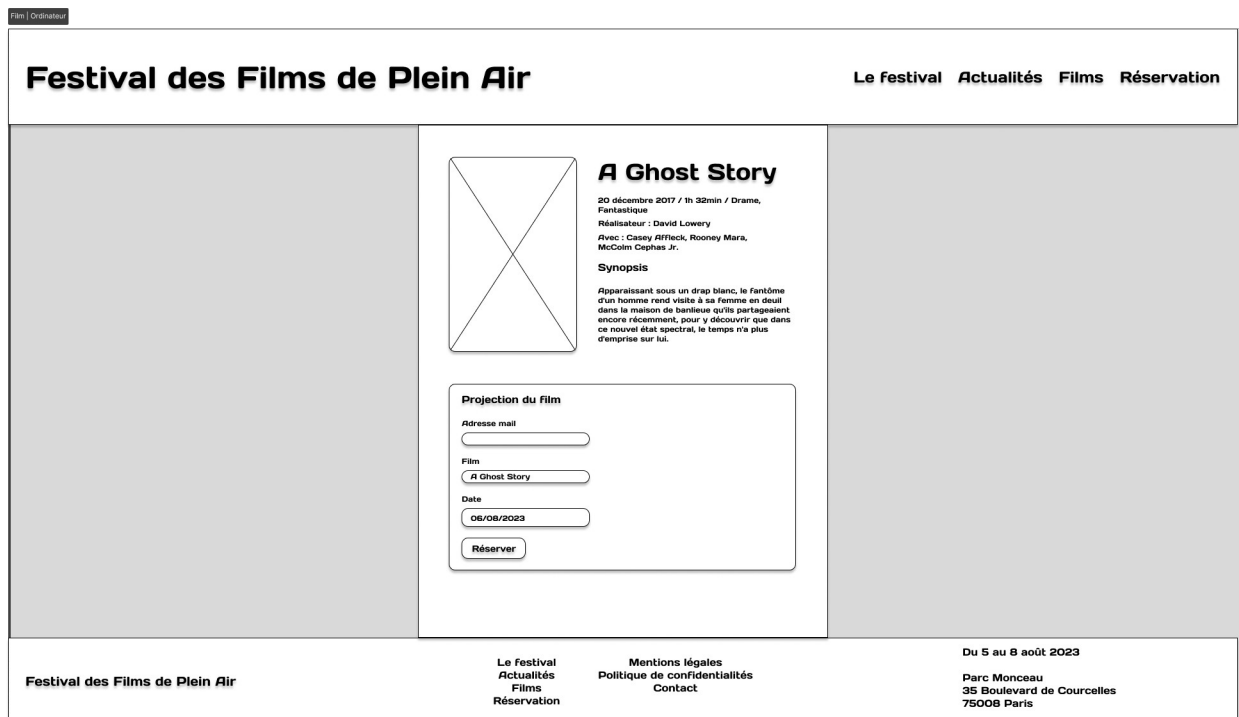 Film | Ordinateur
Festival des Films de Plein Air
Le festival Actualités Films Réservation
A Ghost Story
20 décembre 2017 / 1h 32min / Drame,
Fantastique
Réalisateur : David Lowery
Avec : Casey Affleck, Rooney Mara,
McColm Cephas Jr.
Synopsis
Apparaissant sous un drap blanc, le fantôme
d'un homme rend visite à sa femme en deuil
dans la maison de banlieue qu'ils partageaient
encore récemment, pour y découvrir que dans
ce nouvel état spectral, le temps n'a plus
d'emprise sur lui.
Projection du film
Adresse mail
Film
A Ghost Story
Date
06/08/2023
Réserver
Festival des Films de Plein Air
Le festival
Actualités
Films
Réservation
Mentions légales
Politique de confidentialités
Contact
Du 5 au 8 août 2023
Parc Monceau
35 Boulevard de Courcelles
75008 Paris